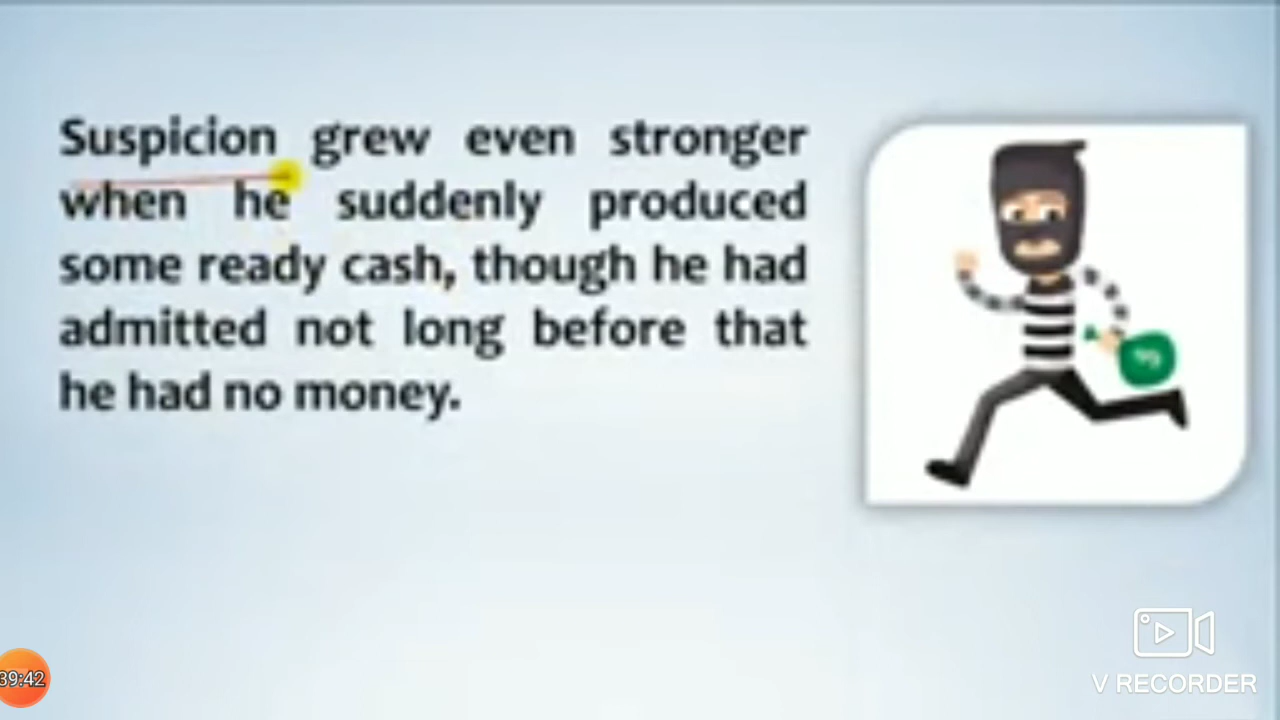 Suspicion grew even stronger
when he suddenly produced
some ready cash, though he had
admitted not long before that
he had no money.
39:42
V RECORDER